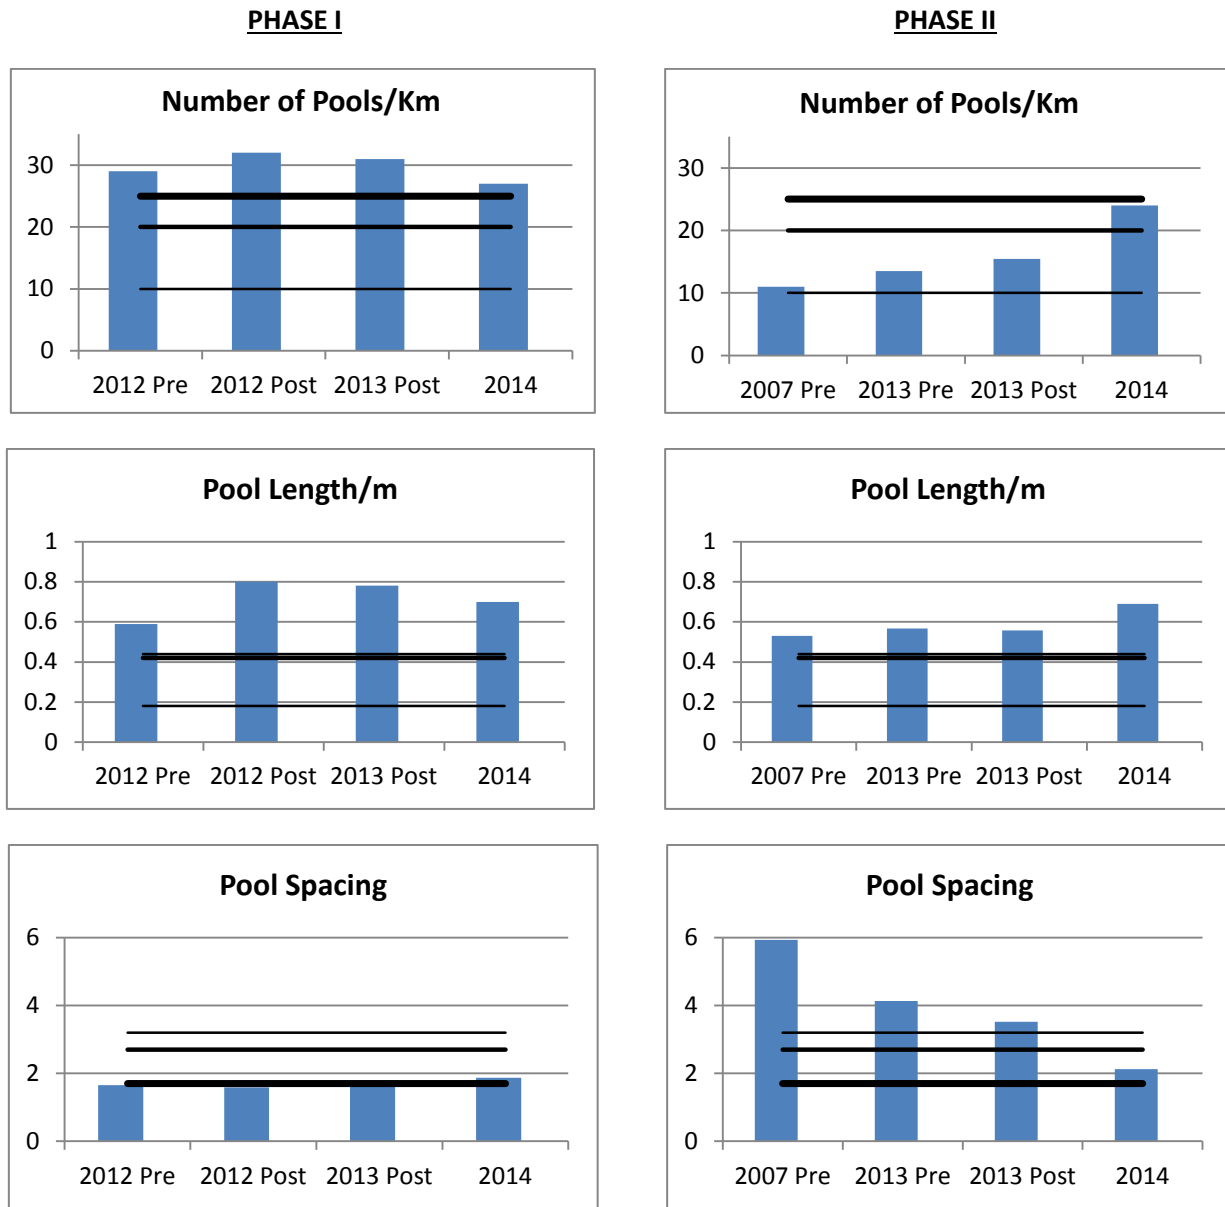 PHASE I
PHASE II
Number of Pools/Km
30
20
10
0
2012 Pre 2012 Post 2013 Post 2014
Number of Pools/Km
30
20
10
0
2007 Pre 2013 Pre 2013 Post 2014
Pool Length/m
1
0.8
0.6
0.4
0.2
0
2012 Pre 2012 Post 2013 Post 2014
Pool Length/m
1
0.8
0.6
0.4
0.2
0
2007 Pre 2013 Pre 2013 Post 2014
Pool Spacing
6
4
2
0
2012 Pre 2012 Post 2013 Post 2014
Pool Spacing
6
4
2
0
2007 Pre 2013 Pre 2013 Post 2014